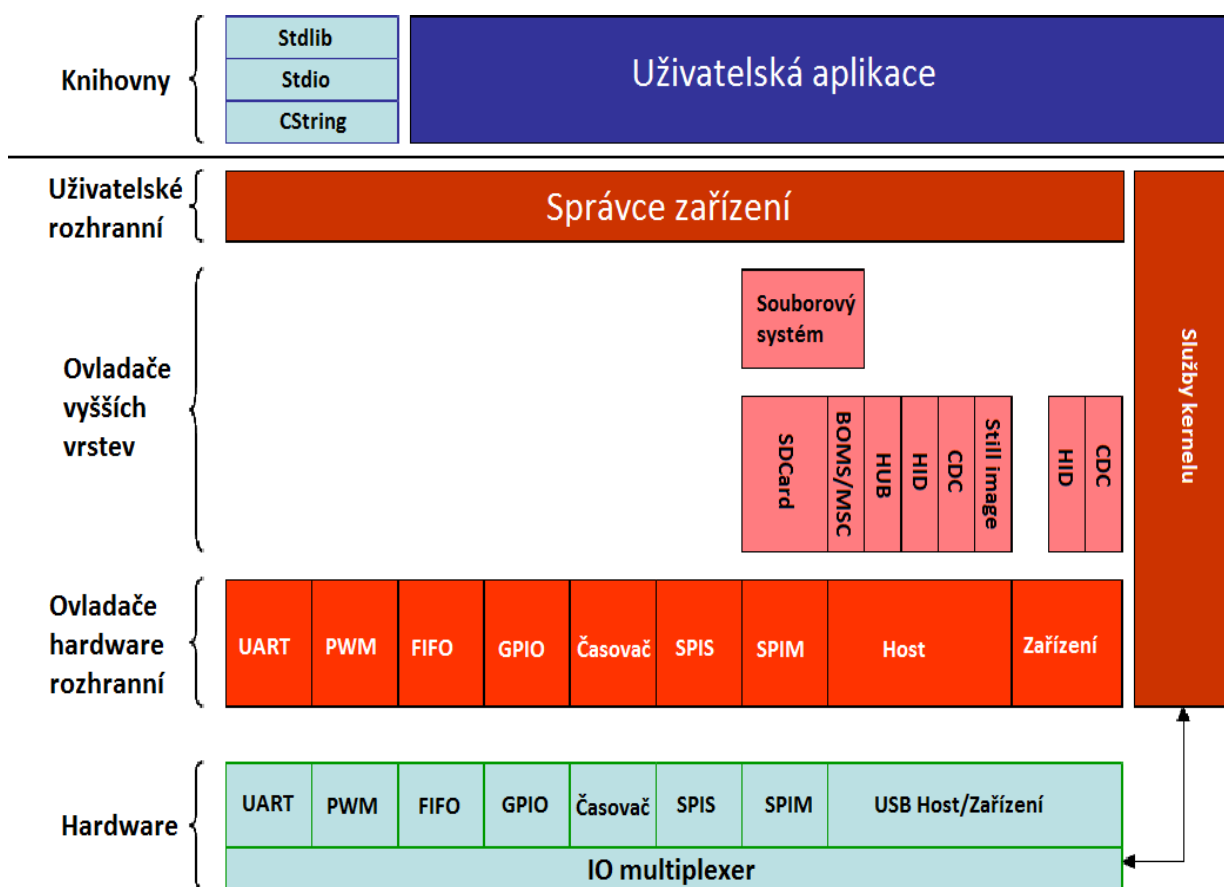 Knihovny
Stdlib
Stdio
CString
Uživatelská aplikace
Uživatelské
rozhranní
Správce zařízení
Služby kernelu
Ovladače
vyšších
vrstev
Souborový
systém
SDCard
BOMS/MSC
HUB
HID
CDC
Still image
HID
CDC
Ovladače
hardware
rozhranní
UART
PWM
FIFO
GPIO
Časovač
SPIS
SPIM
Host
Zařízení
Hardware
UART
PWM
FIFO
GPIO
Časovač
SPIS
SPIM
USB Host/Zařízení
IO multiplexer